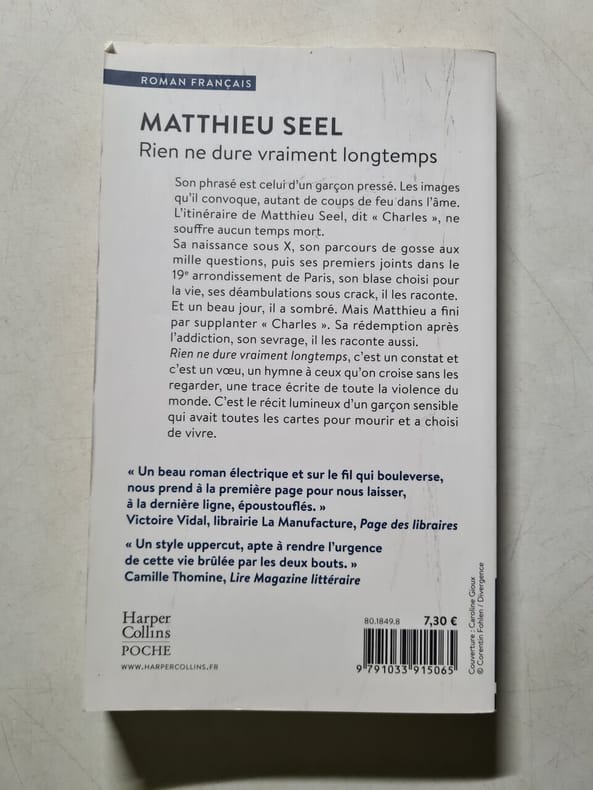 ROMAN FRANÇAIS
MATTHIEU SEEL
Rien ne dure vraiment longtemps
Son phrasé est celui d'un garçon pressé. Les images
qu'il convoque, autant de coups de feu dans l'âme.
L'itinéraire de Matthieu Seel, dit « Charles », ne
souffre aucun temps mort.
Sa naissance sous X, son parcours de gosse aux
mille questions, puis ses premiers joints dans le
19e arrondissement de Paris, son blase choisi pour
la vie, ses déambulations sous crack, il les raconte.
Et un beau jour, il a sombré. Mais Matthieu a fini
par supplanter « Charles ». Sa rédemption après
l'addiction, son sevrage, il les raconte aussi.
Rien ne dure vraiment longtemps, c'est un constat et
c'est un vœu, un hymne à ceux qu'on croise sans les
regarder, une trace écrite de toute la violence du
monde. C'est le récit lumineux d'un garçon sensible
qui avait toutes les cartes pour mourir et a choisi
de vivre.
« Un beau roman électrique et sur le fil qui bouleverse,
nous prend à la première page pour nous laisser,
à la dernière ligne, époustouflés. »
Victoire Vidal, librairie La Manufacture, Page des libraires
« Un style uppercut, apte à rendre l'urgence
de cette vie brûlée par les deux bouts. »
Camille Thomine, Lire Magazine littéraire
Harper
Collins
POCHE
WWW.HARPERCOLLINS.FR
80.1849.8 7,30 €
9 791033 915065
Couverture : Caroline Gioux
© Corentin Fohlen / Divergence